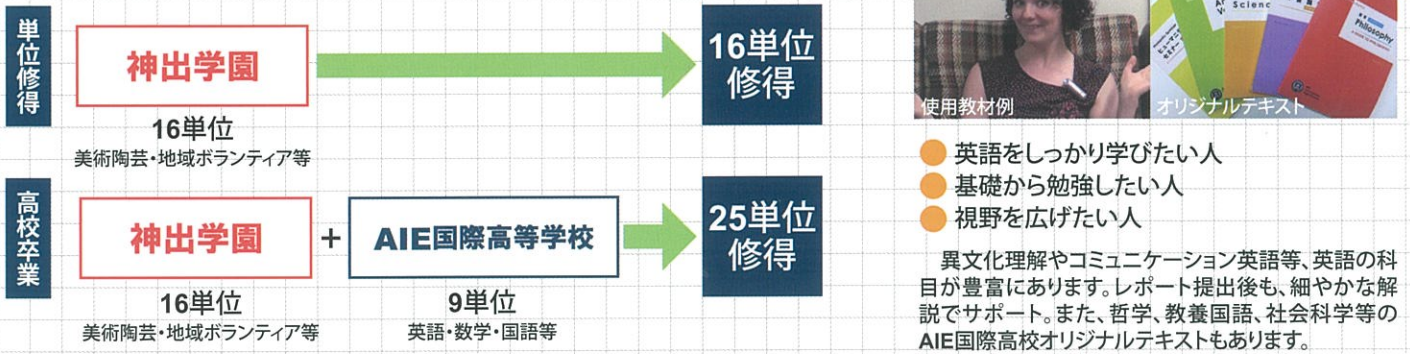 単位修得
神出学園
16単位
美術陶芸・地域ボランティア等
16単位
修得
高校卒業
神出学園
+
AIE国際高等学校
16単位
美術陶芸・地域ボランティア等
9単位
英語・数学・国語等
25単位
修得
Philosophy
使用教材例
オリジナルテキスト
英語をしっかり学びたい人
基礎から勉強したい人
視野を広げたい人
異文化理解やコミュニケーション英語等、英語の科
目が豊富にあります。レポート提出後も、細やかな解
説でサポート。また、哲学、教養国語、社会科学等の
AIE国際高校オリジナルテキストもあります。